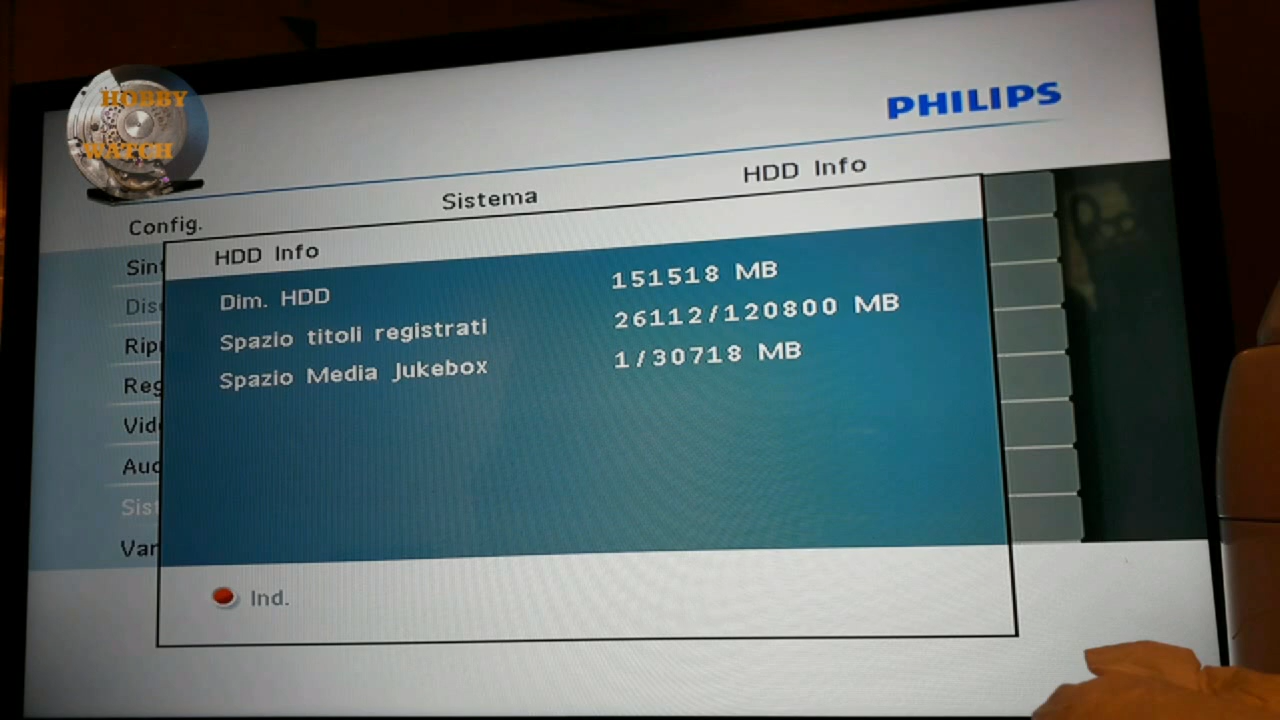 HOBBY
WATCH
PHILIPS
Config.
Sistema
HDD Info
HDD Info
Dim. HDD 151518 MB
Spazio titoli registrati 26112/120800 MB
Spazio Media Jukebox 1/30718 MB
Ind.